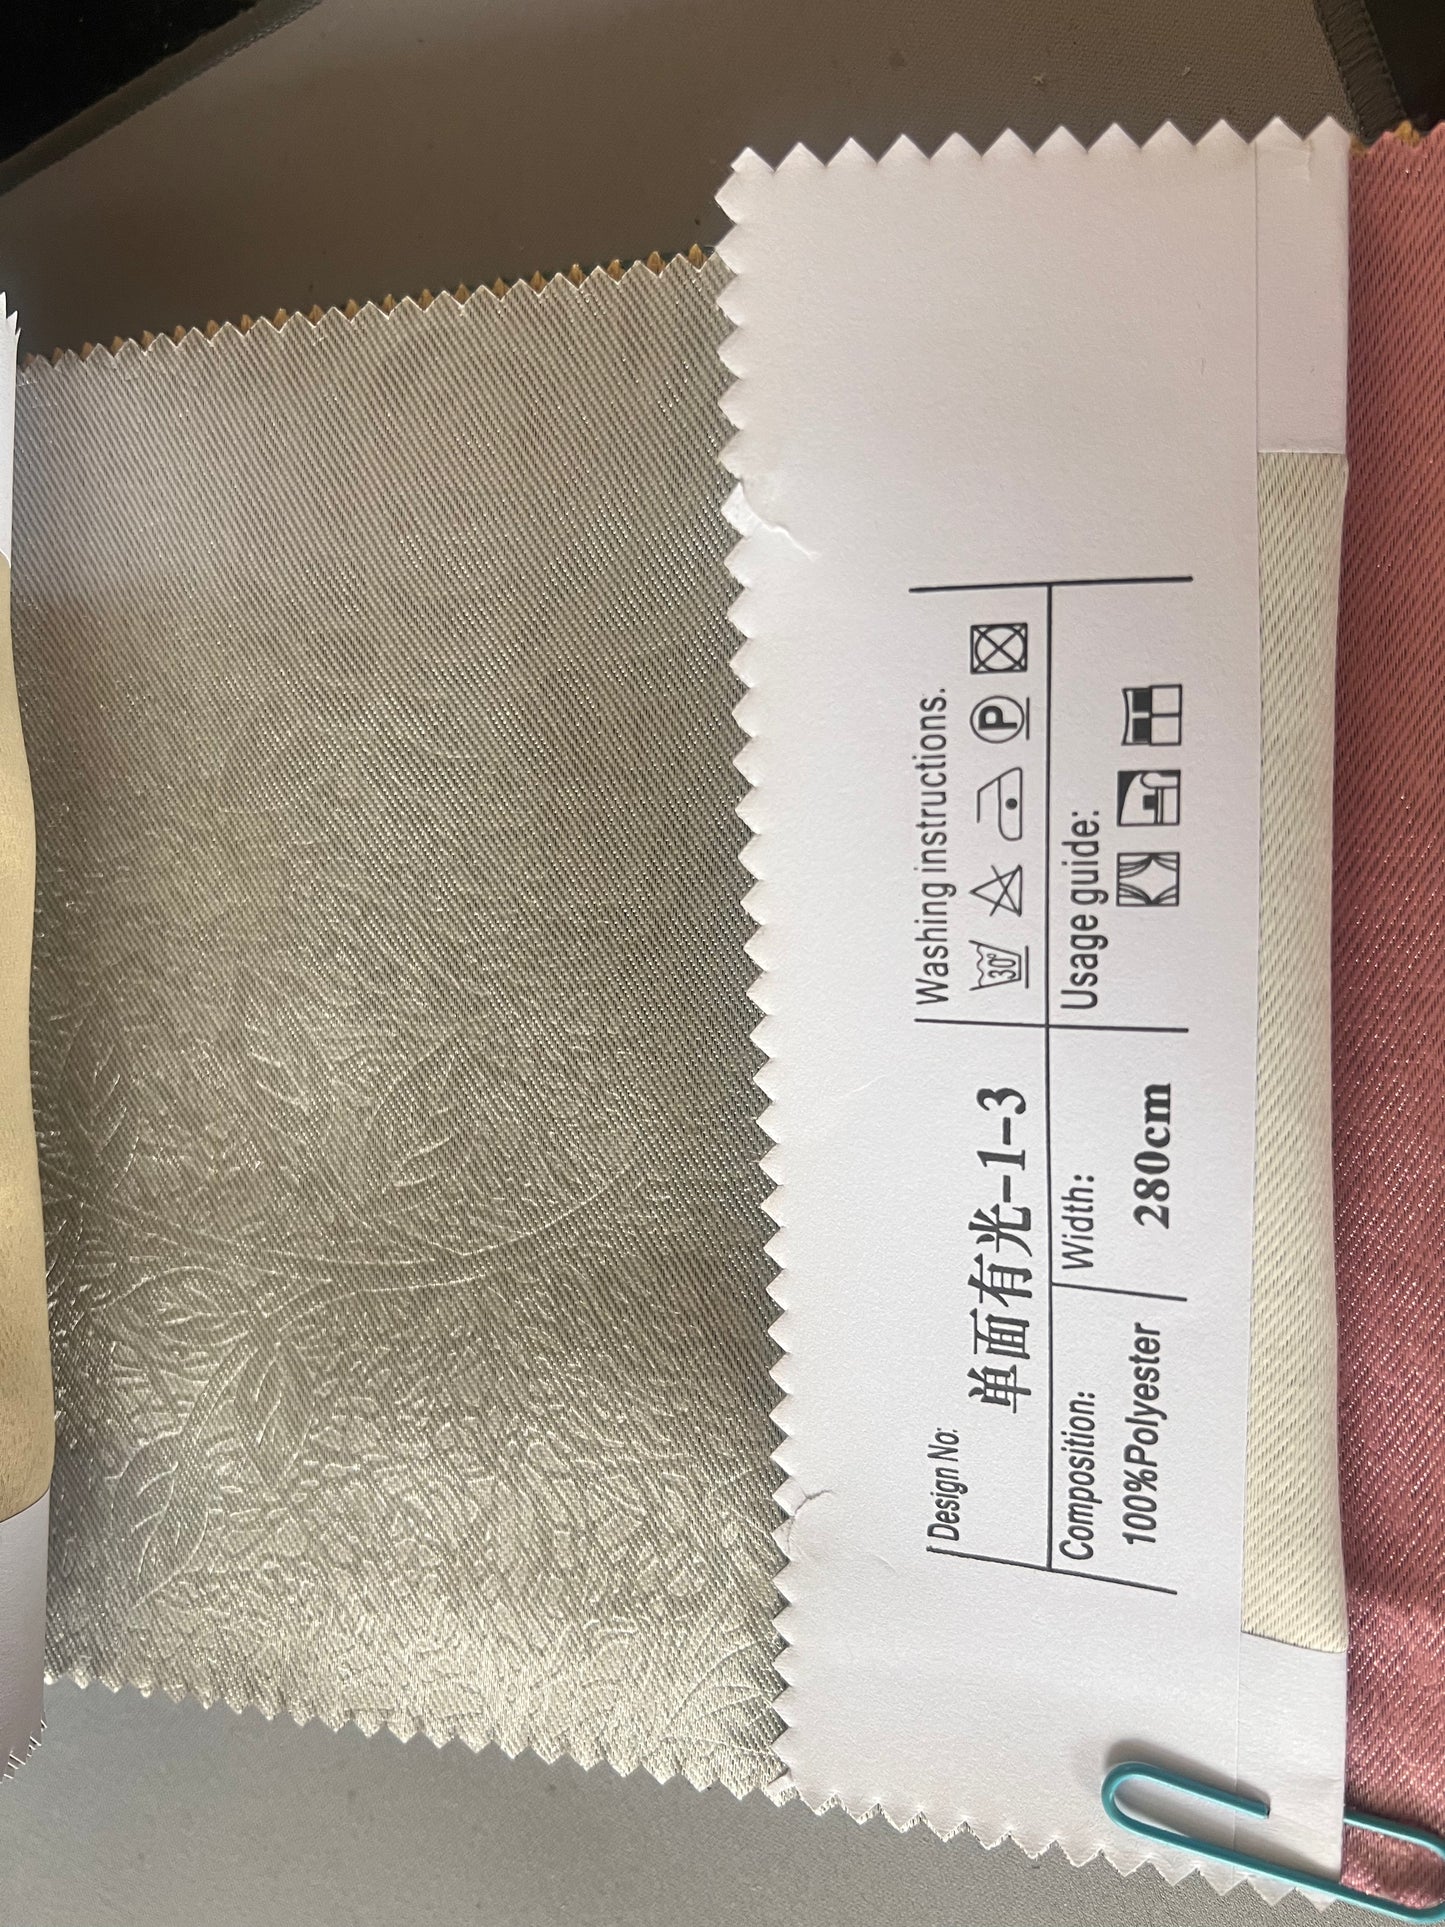 Design No:
单面有光-1-3
Washing instructions.
30°
P
Composition:
100%Polyester
Width:
280cm
Usage guide: